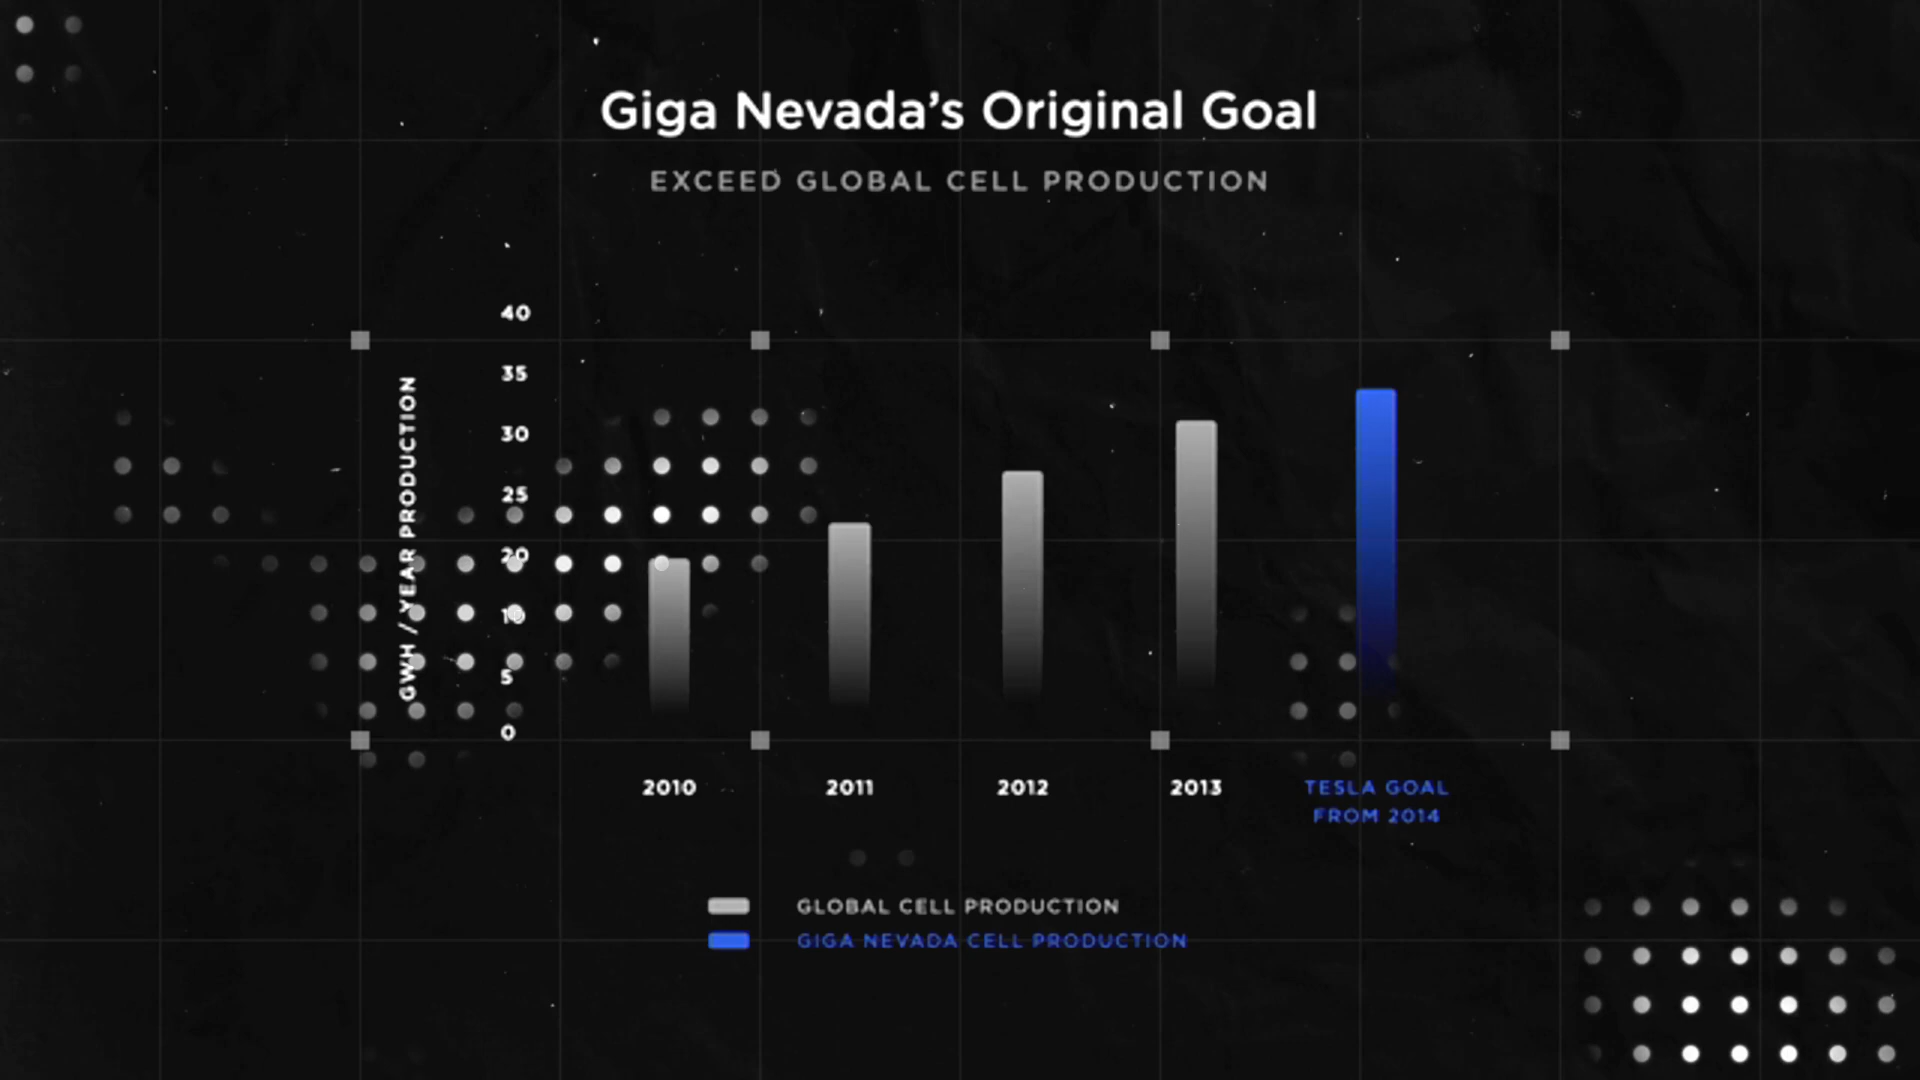 Giga Nevada's Original Goal
EXCEED GLOBAL CELL PRODUCTION
GWH / YEAR PRODUCTION
40
35
30
25
20
10
5
0
2010
2011
2012
2013
TESLA GOAL
FROM 2014
GLOBAL CELL PRODUCTION
GIGA NEVADA CELL PRODUCTION